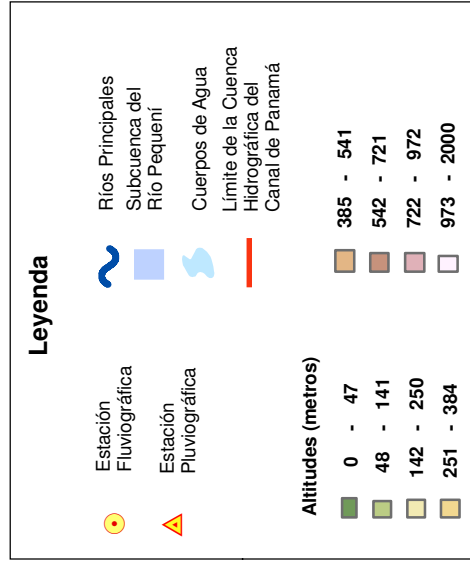 Leyenda
Estación
Fluviográfica
Estación
Pluviográfica
Ríos Principales
Subcuenca del
Río Pequení
Cuerpos de Agua
Límite de la Cuenca
Hidrográfica del
Canal de Panamá
Altitudes (metros)
0 - 47
48 - 141
142 - 250
251 - 384
385 - 541
542 - 721
722 - 972
973 - 2000